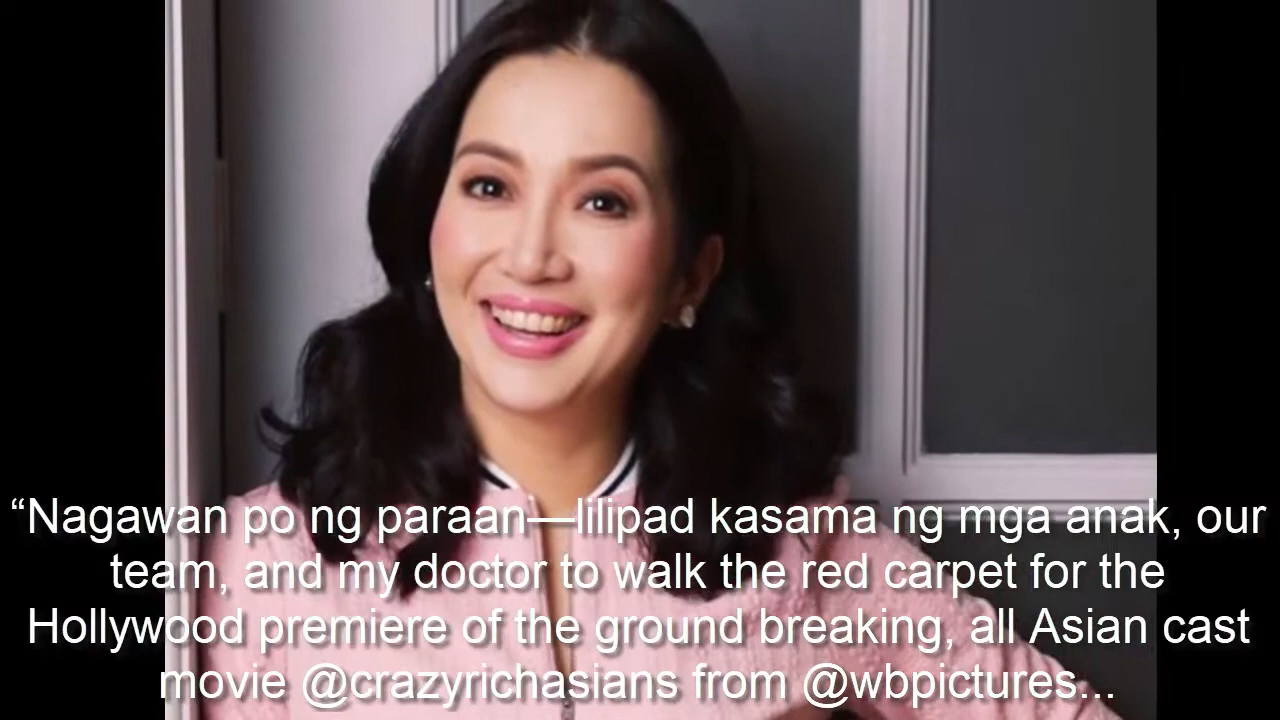 “Nagawan po ng paraan—lilipad kasama ng mga anak, our
team, and my doctor to walk the red carpet for the
Hollywood premiere of the ground breaking, all Asian cast
movie @crazyrichasians from @wbpictures...